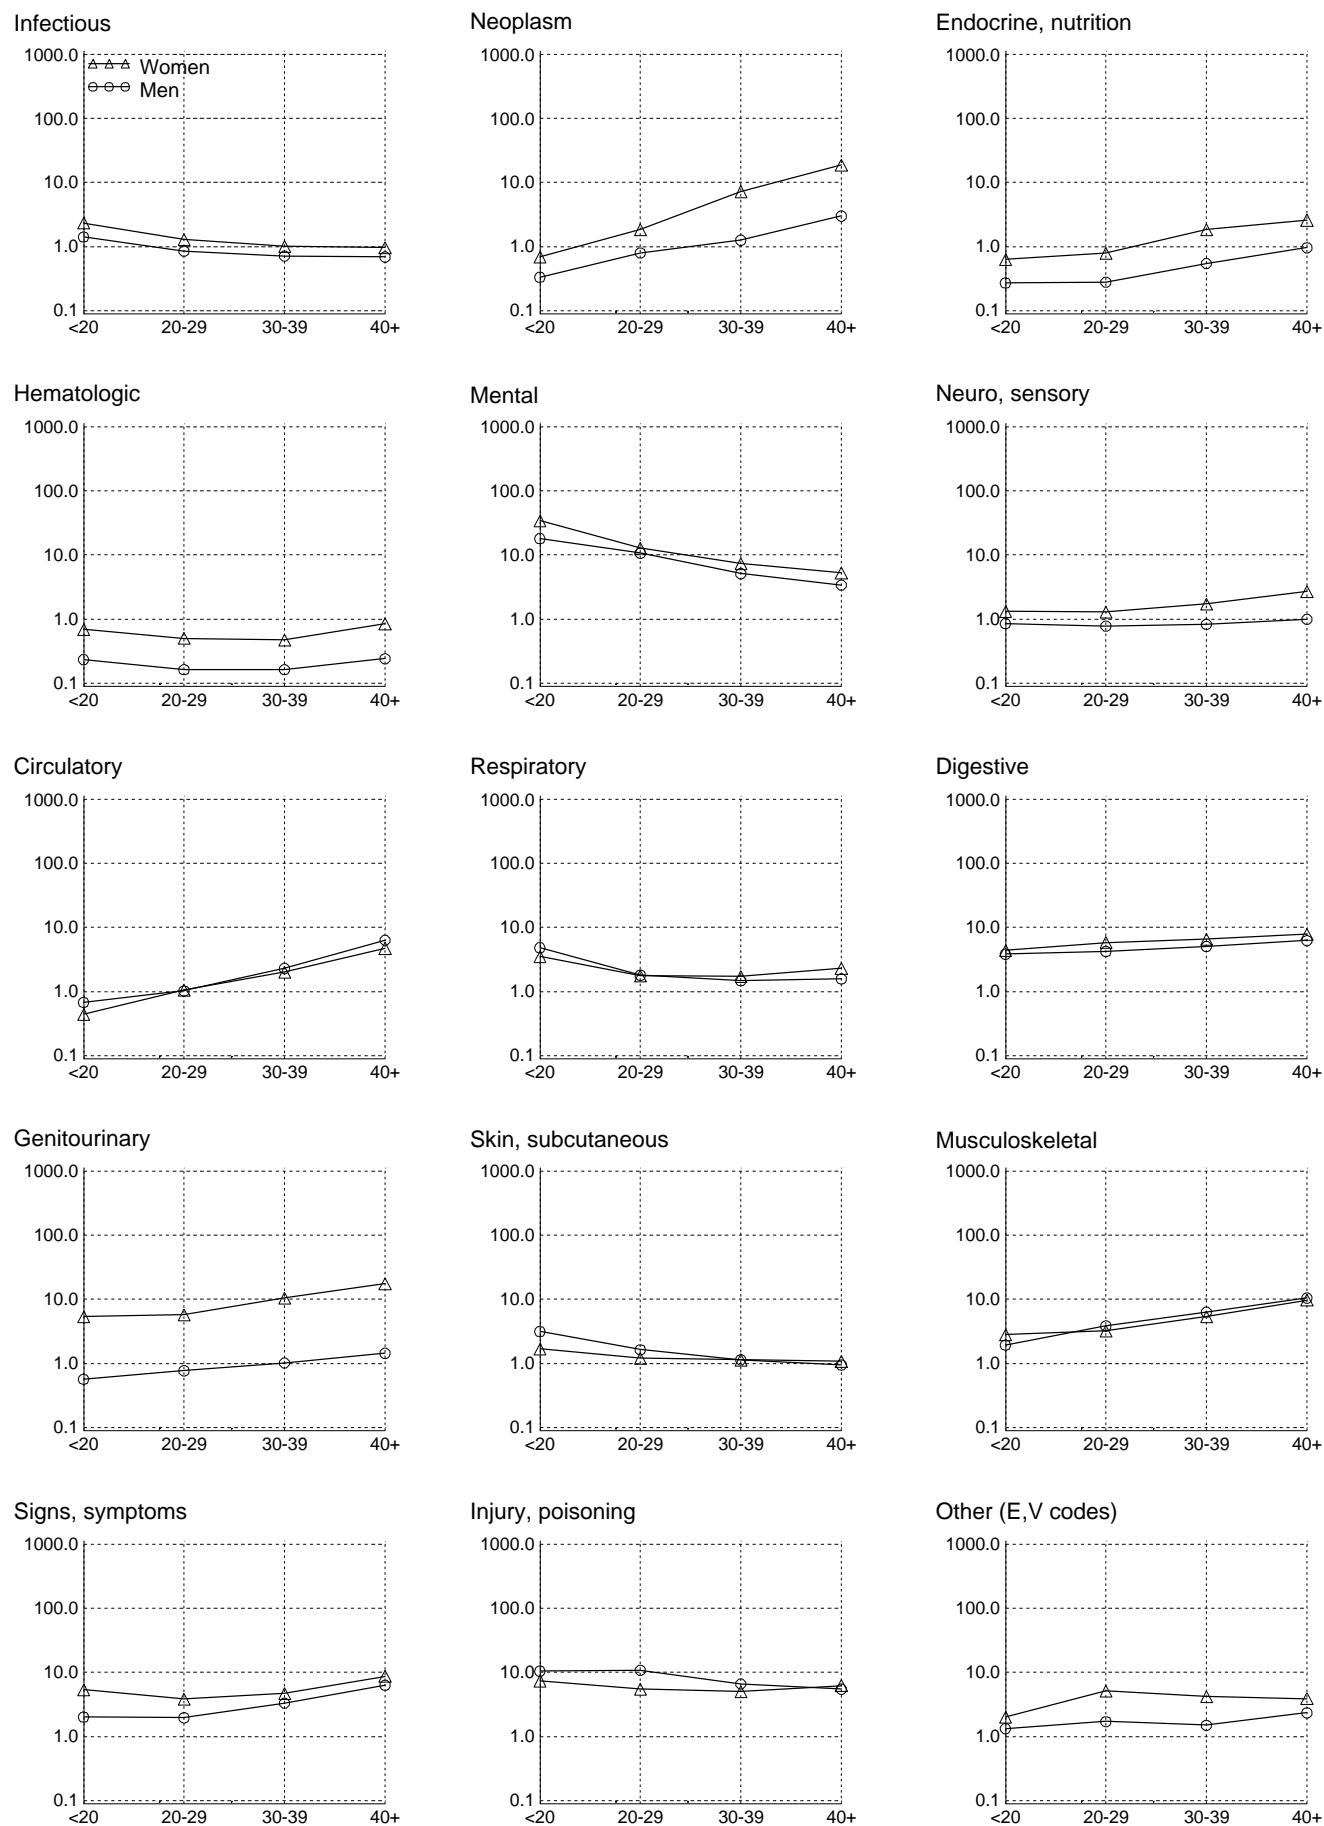 Infectious
1000.0
100.0
10.0
1.0
0.1
Women
Men
<20 20-29 30-39 40+
Neoplasm
1000.0
100.0
10.0
1.0
0.1
<20 20-29 30-39 40+
Endocrine, nutrition
1000.0
100.0
10.0
1.0
0.1
<20 20-29 30-39 40+
Hematologic
1000.0
100.0
10.0
1.0
0.1
<20 20-29 30-39 40+
Mental
1000.0
100.0
10.0
1.0
0.1
<20 20-29 30-39 40+
Neuro, sensory
1000.0
100.0
10.0
1.0
0.1
<20 20-29 30-39 40+
Circulatory
1000.0
100.0
10.0
1.0
0.1
<20 20-29 30-39 40+
Respiratory
1000.0
100.0
10.0
1.0
0.1
<20 20-29 30-39 40+
Digestive
1000.0
100.0
10.0
1.0
0.1
<20 20-29 30-39 40+
Genitourinary
1000.0
100.0
10.0
1.0
0.1
<20 20-29 30-39 40+
Skin, subcutaneous
1000.0
100.0
10.0
1.0
0.1
<20 20-29 30-39 40+
Musculoskeletal
1000.0
100.0
10.0
1.0
0.1
<20 20-29 30-39 40+
Signs, symptoms
1000.0
100.0
10.0
1.0
0.1
<20 20-29 30-39 40+
Injury, poisoning
1000.0
100.0
10.0
1.0
0.1
<20 20-29 30-39 40+
Other (E,V codes)
1000.0
100.0
10.0
1.0
0.1
<20 20-29 30-39 40+